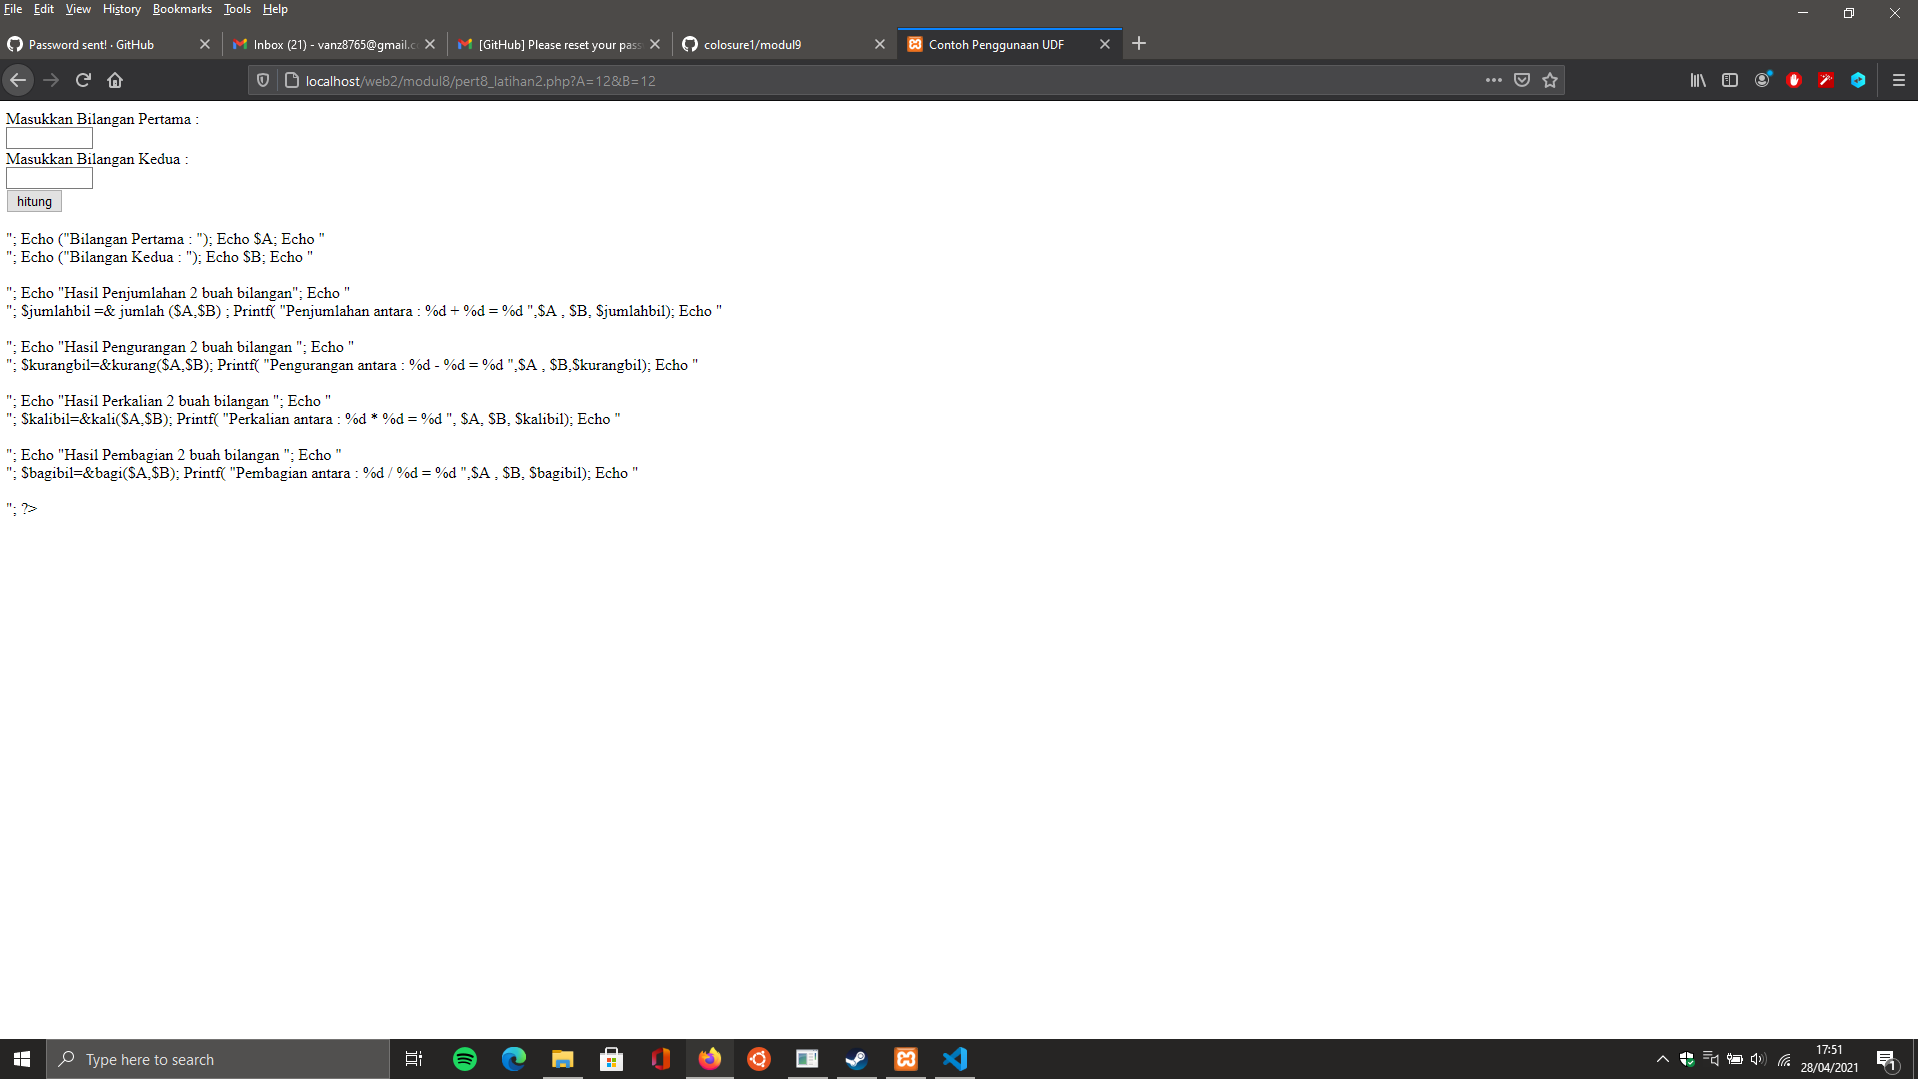 File Edit View History Bookmarks Tools Help
Password sent! · GitHub
Inbox (21) - vanz8765@gmail.c
[GitHub] Please reset your pass
colosure1/modul9
Contoh Penggunaan UDF
localhost/web2/modul8/pert8_latihan2.php?A=12&B=12
Masukkan Bilangan Pertama :
Masukkan Bilangan Kedua :
hitung
"; Echo ("Bilangan Pertama : "); Echo $A; Echo "
"; Echo ("Bilangan Kedua : "); Echo $B; Echo "
"; Echo "Hasil Penjumlahan 2 buah bilangan"; Echo "
"; $jumlahbil =& jumlah ($A,$B) ; Printf( "Penjumlahan antara : %d + %d = %d ",$A , $B, $jumlahbil); Echo "
"; Echo "Hasil Pengurangan 2 buah bilangan "; Echo "
"; $kurangbil=&kurang($A,$B); Printf( "Pengurangan antara : %d - %d = %d ",$A , $B,$kurangbil); Echo "
"; Echo "Hasil Perkalian 2 buah bilangan "; Echo "
"; $kalibil=&kali($A,$B); Printf( "Perkalian antara : %d * %d = %d ", $A, $B, $kalibil); Echo "
"; Echo "Hasil Pembagian 2 buah bilangan "; Echo "
"; $bagibil=&bagi($A,$B); Printf( "Pembagian antara : %d / %d = %d ",$A , $B, $bagibil); Echo "
"; ?>
Type here to search
17:51
28/04/2021
1